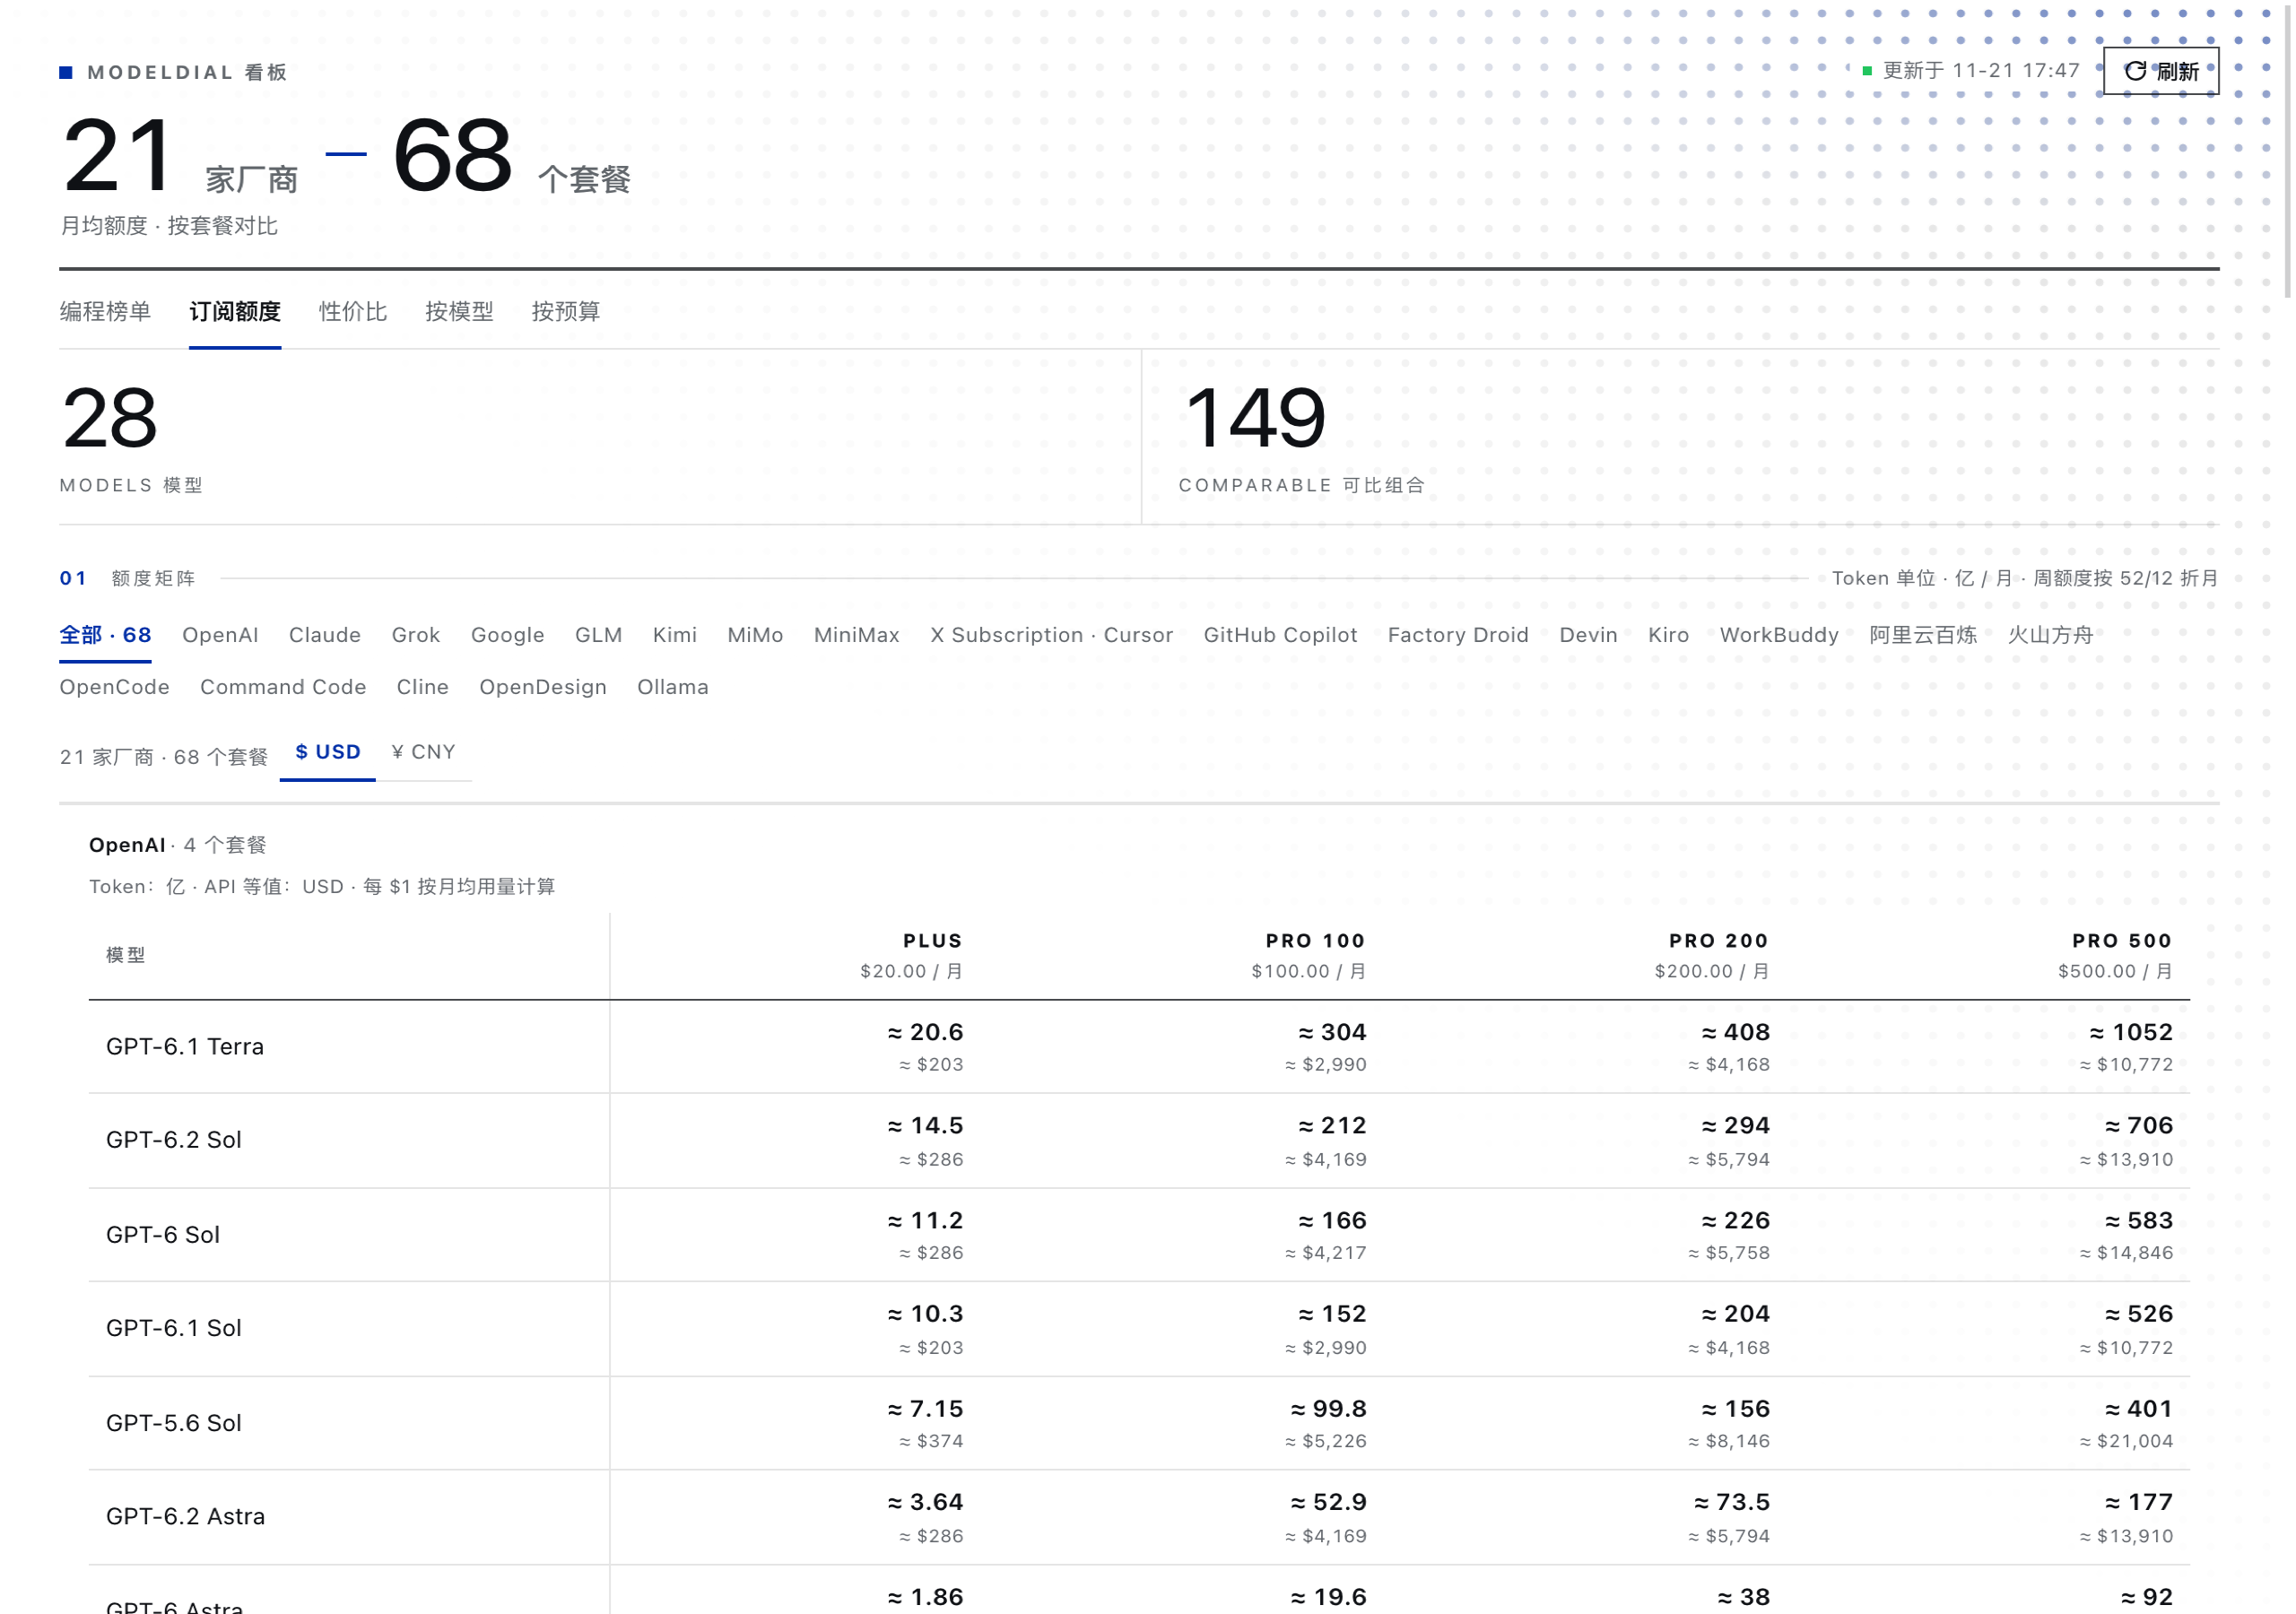 MODELDIAL 看板
更新于 11-21 17:47
刷新
21 家厂商 — 68 个套餐
月均额度 · 按套餐对比
编程榜单 订阅额度 性价比 按模型 按预算
28
MODELS 模型
149
COMPARABLE 可比组合
01 额度矩阵
Token 单位 · 亿 / 月 · 周额度按 52/12 折月
全部 · 68 OpenAI Claude Grok Google GLM Kimi MiMo MiniMax X Subscription · Cursor GitHub Copilot Factory Droid Devin Kiro WorkBuddy 阿里云百炼 火山方舟
OpenCode Command Code Cline OpenDesign Ollama
21 家厂商 · 68 个套餐 $ USD ¥ CNY
OpenAI · 4 个套餐
Token：亿 · API 等值：USD · 每 $1 按月均用量计算
模型 PLUS PRO 100 PRO 200 PRO 500
$20.00 / 月 $100.00 / 月 $200.00 / 月 $500.00 / 月
GPT-6.1 Terra ≈ 20.6 ≈ 304 ≈ 408 ≈ 1052
≈ $203 ≈ $2,990 ≈ $4,168 ≈ $10,772
GPT-6.2 Sol ≈ 14.5 ≈ 212 ≈ 294 ≈ 706
≈ $286 ≈ $4,169 ≈ $5,794 ≈ $13,910
GPT-6 Sol ≈ 11.2 ≈ 166 ≈ 226 ≈ 583
≈ $286 ≈ $4,217 ≈ $5,758 ≈ $14,846
GPT-6.1 Sol ≈ 10.3 ≈ 152 ≈ 204 ≈ 526
≈ $203 ≈ $2,990 ≈ $4,168 ≈ $10,772
GPT-5.6 Sol ≈ 7.15 ≈ 99.8 ≈ 156 ≈ 401
≈ $374 ≈ $5,226 ≈ $8,146 ≈ $21,004
GPT-6.2 Astra ≈ 3.64 ≈ 52.9 ≈ 73.5 ≈ 177
≈ $286 ≈ $4,169 ≈ $5,794 ≈ $13,910
GPT-6 Astra ≈ 1.86 ≈ 19.6 ≈ 38 ≈ 92